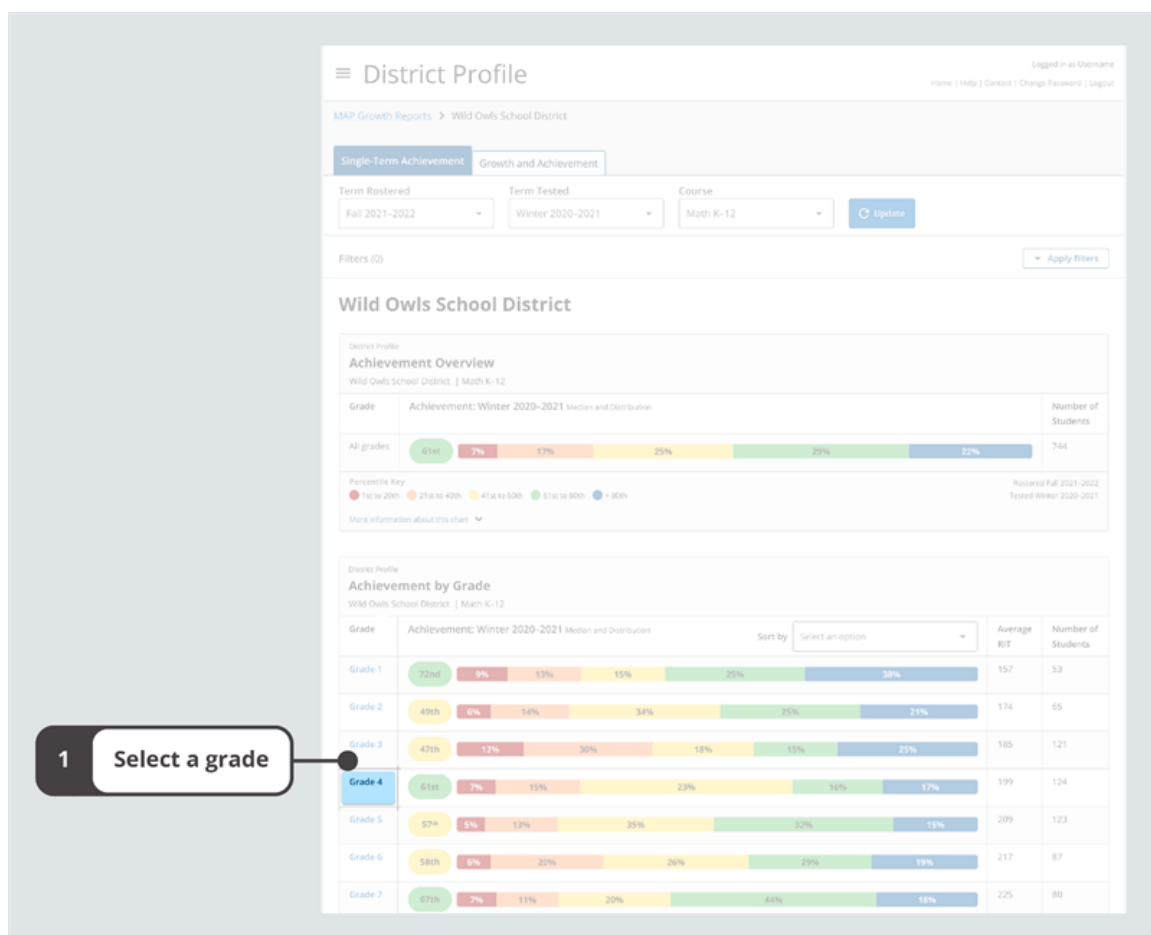 District Profile
Logged in as Username
Home | Help | Contact | Change Password | Logout
MAP Growth Reports > Wild Owls School District
Single-Term Achievement Growth and Achievement
Term Rostered Term Tested Course
Fall 2021–2022 Winter 2020–2021 Math K–12 Update
Filters (0) Apply filters
Wild Owls School District
District Profile
Achievement Overview
Wild Owls School District | Math K–12
Grade Achievement: Winter 2020–2021 Median and Distribution Number of Students
All grades 61st 7% 17% 25% 29% 22% 744
Percentile Key
1st to 20th 21st to 40th 41st to 60th 61st to 80th > 80th
Rostered Fall 2021–2022
Tested Winter 2020–2021
More information about this chart
District Profile
Achievement by Grade
Wild Owls School District | Math K–12
Grade Achievement: Winter 2020–2021 Median and Distribution Sort by Select an option Average RIT Number of Students
Grade 1 72nd 9% 13% 15% 25% 38% 157 53
Grade 2 49th 6% 14% 34% 25% 21% 174 65
Grade 3 47th 12% 30% 18% 15% 25% 185 121
1 Select a grade
Grade 4 61st 7% 15% 23% 16% 17% 199 124
Grade 5 57th 5% 13% 35% 32% 15% 209 123
Grade 6 58th 6% 20% 26% 29% 19% 217 87
Grade 7 67th 7% 11% 20% 44% 18% 225 80